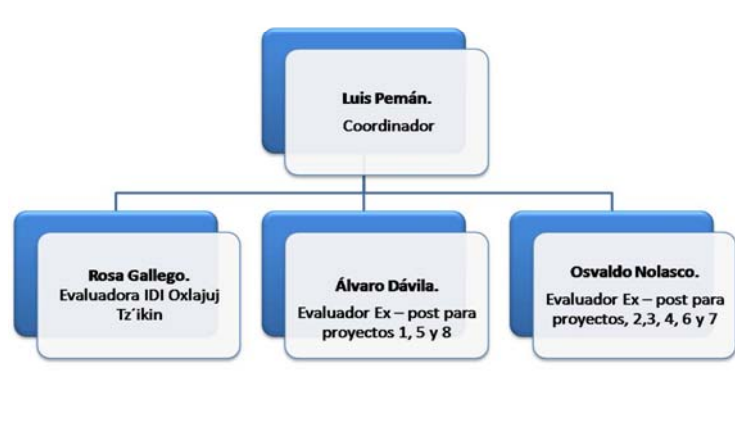 Luis Pemán.
Coordinador
Rosa Gallego.
Evaluadora IDI Oxlajuj
Tz´ikin
Álvaro Dávila.
Evaluador Ex – post para
proyectos 1, 5 y 8
Osvaldo Nolasco.
Evaluador Ex – post para
proyectos, 2,3, 4, 6 y 7